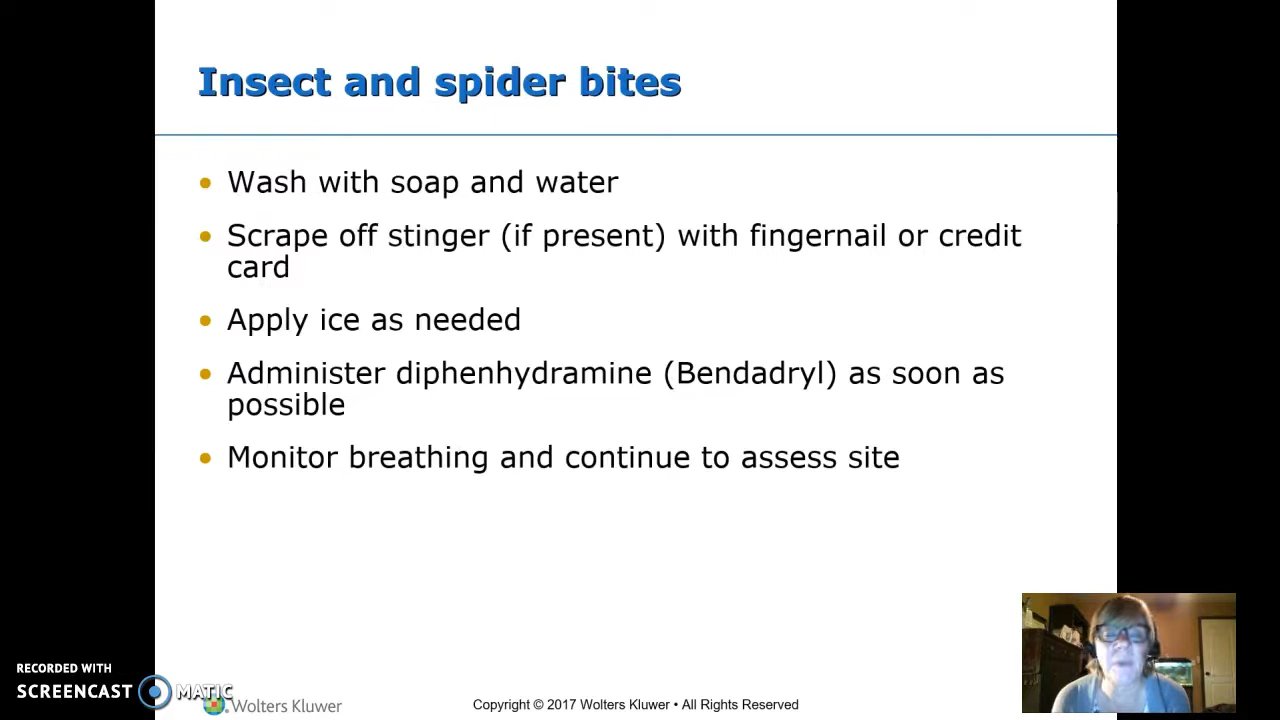 Insect and spider bites
• Wash with soap and water
• Scrape off stinger (if present) with fingernail or credit
card
• Apply ice as needed
• Administer diphenhydramine (Bendadryl) as soon as
possible
• Monitor breathing and continue to assess site
RECORDED WITH
SCREENCAST MATIC
Wolters Kluwer
Copyright © 2017 Wolters Kluwer • All Rights Reserved